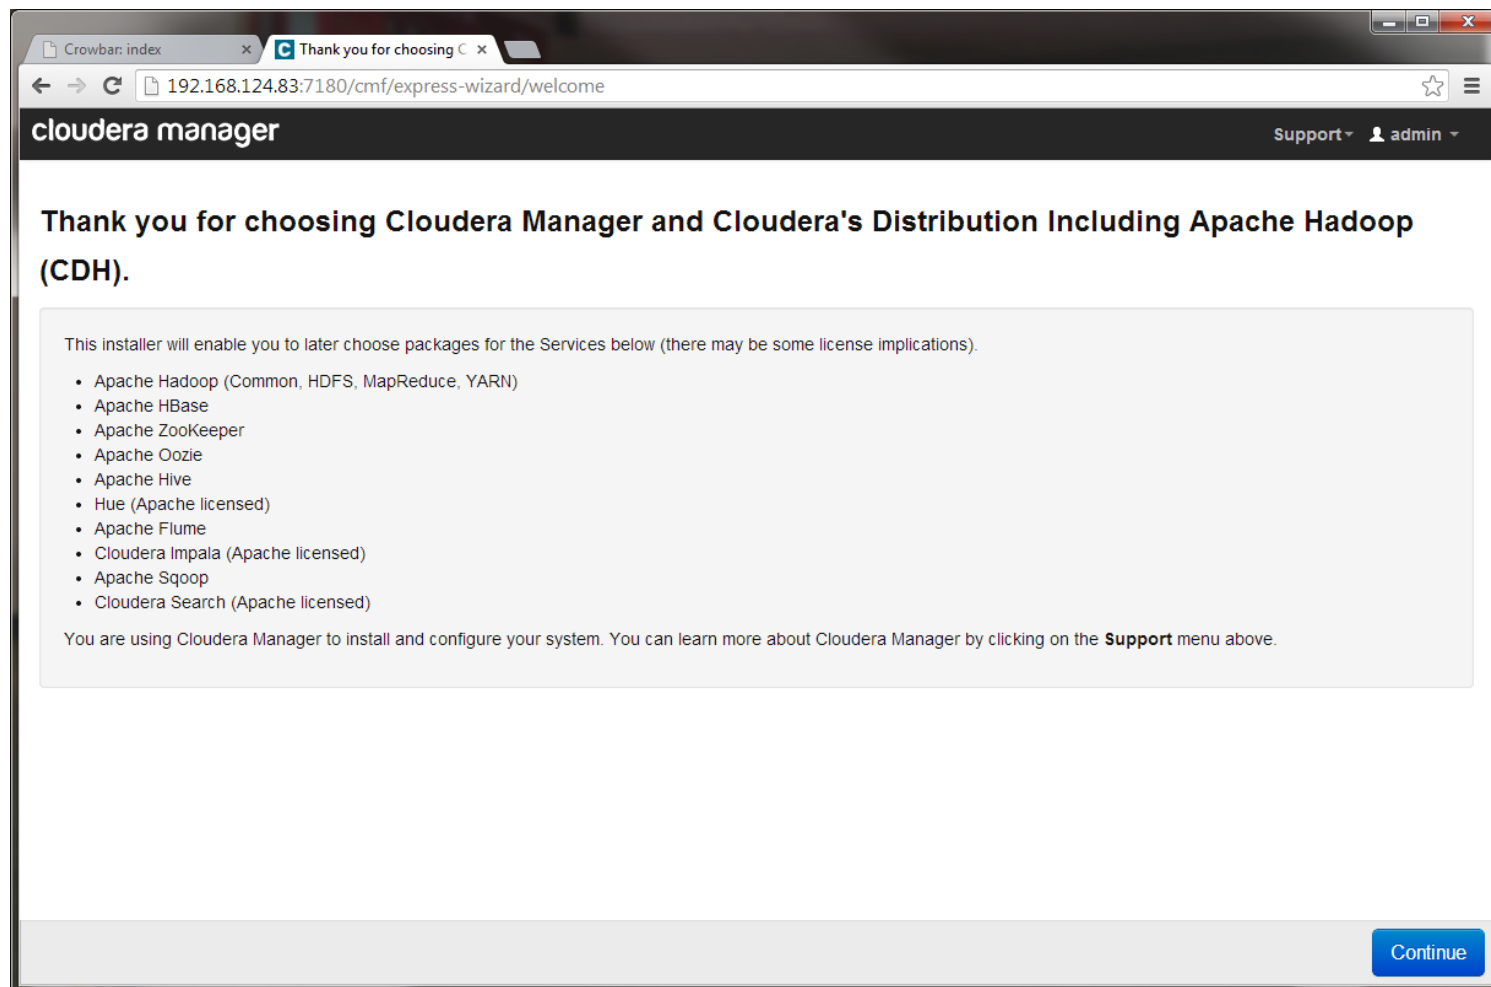 Crowbar: index
Thank you for choosing C
192.168.124.83:7180/cmf/express-wizard/welcome
cloudera manager
Support
admin
Thank you for choosing Cloudera Manager and Cloudera's Distribution Including Apache Hadoop
(CDH).
This installer will enable you to later choose packages for the Services below (there may be some license implications).
• Apache Hadoop (Common, HDFS, MapReduce, YARN)
• Apache HBase
• Apache ZooKeeper
• Apache Oozie
• Apache Hive
• Hue (Apache licensed)
• Apache Flume
• Cloudera Impala (Apache licensed)
• Apache Sqoop
• Cloudera Search (Apache licensed)
You are using Cloudera Manager to install and configure your system. You can learn more about Cloudera Manager by clicking on the Support menu above.
Continue